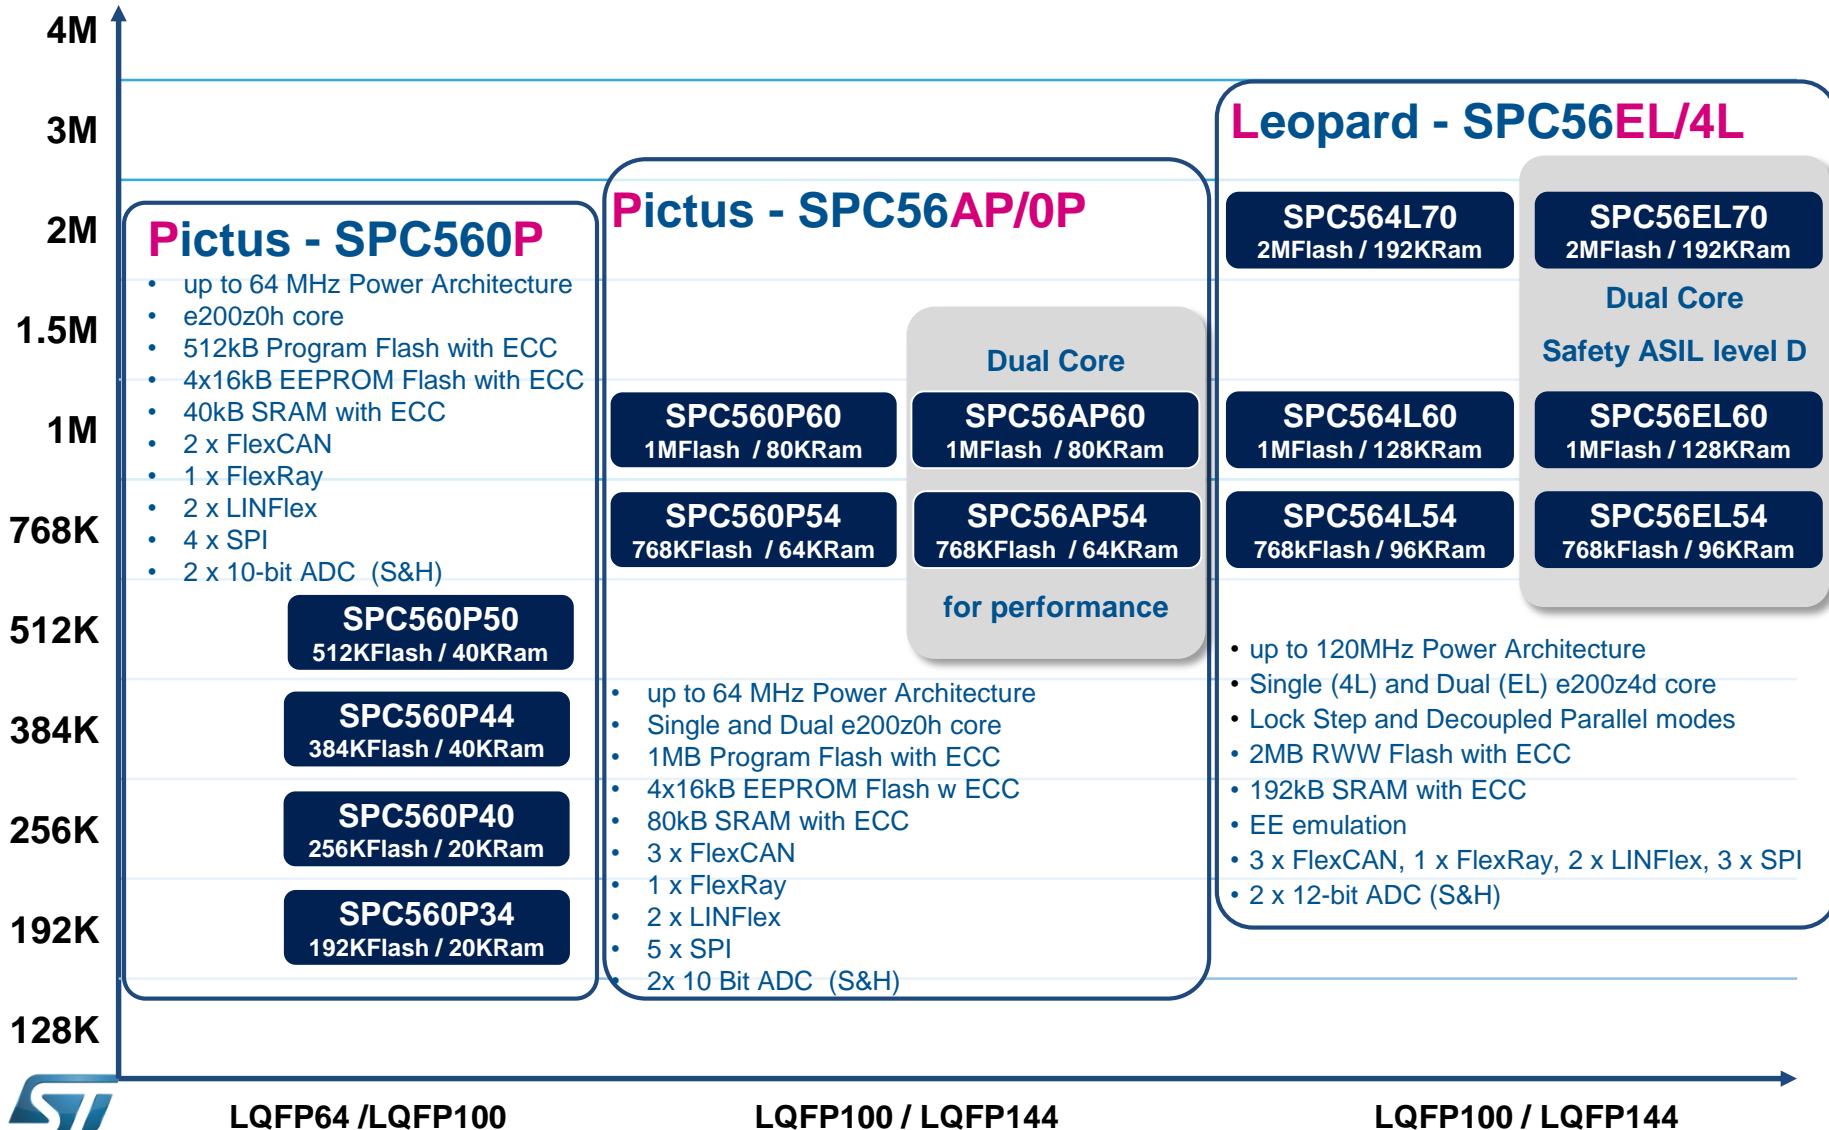 4M
3M
2M
1.5M
1M
768K
512K
384K
256K
192K
128K
Pictus - SPC560P
• up to 64 MHz Power Architecture
• e200z0h core
• 512kB Program Flash with ECC
• 4x16kB EEPROM Flash with ECC
• 40kB SRAM with ECC
• 2 x FlexCAN
• 1 x FlexRay
• 2 x LINFlex
• 4 x SPI
• 2 x 10-bit ADC (S&H)
SPC560P50
512KFlash / 40KRam
SPC560P44
384KFlash / 40KRam
SPC560P40
256KFlash / 20KRam
SPC560P34
192KFlash / 20KRam
Pictus - SPC56AP/0P
Dual Core
SPC560P60
1MFlash / 80KRam
SPC56AP60
1MFlash / 80KRam
SPC560P54
768KFlash / 64KRam
SPC56AP54
768KFlash / 64KRam
for performance
• up to 64 MHz Power Architecture
• Single and Dual e200z0h core
• 1MB Program Flash with ECC
• 4x16kB EEPROM Flash w ECC
• 80kB SRAM with ECC
• 3 x FlexCAN
• 1 x FlexRay
• 2 x LINFlex
• 5 x SPI
• 2x 10 Bit ADC (S&H)
Leopard - SPC56EL/4L
SPC564L70
2MFlash / 192KRam
SPC56EL70
2MFlash / 192KRam
Dual Core
Safety ASIL level D
SPC564L60
1MFlash / 128KRam
SPC56EL60
1MFlash / 128KRam
SPC564L54
768kFlash / 96KRam
SPC56EL54
768kFlash / 96KRam
• up to 120MHz Power Architecture
• Single (4L) and Dual (EL) e200z4d core
• Lock Step and Decoupled Parallel modes
• 2MB RWW Flash with ECC
• 192kB SRAM with ECC
• EE emulation
• 3 x FlexCAN, 1 x FlexRay, 2 x LINFlex, 3 x SPI
• 2 x 12-bit ADC (S&H)
ST
LQFP64 /LQFP100
LQFP100 / LQFP144
LQFP100 / LQFP144